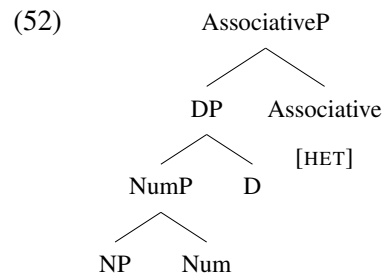 (52) AssociativeP
DP Associative
[HET]
NumP D
NP Num